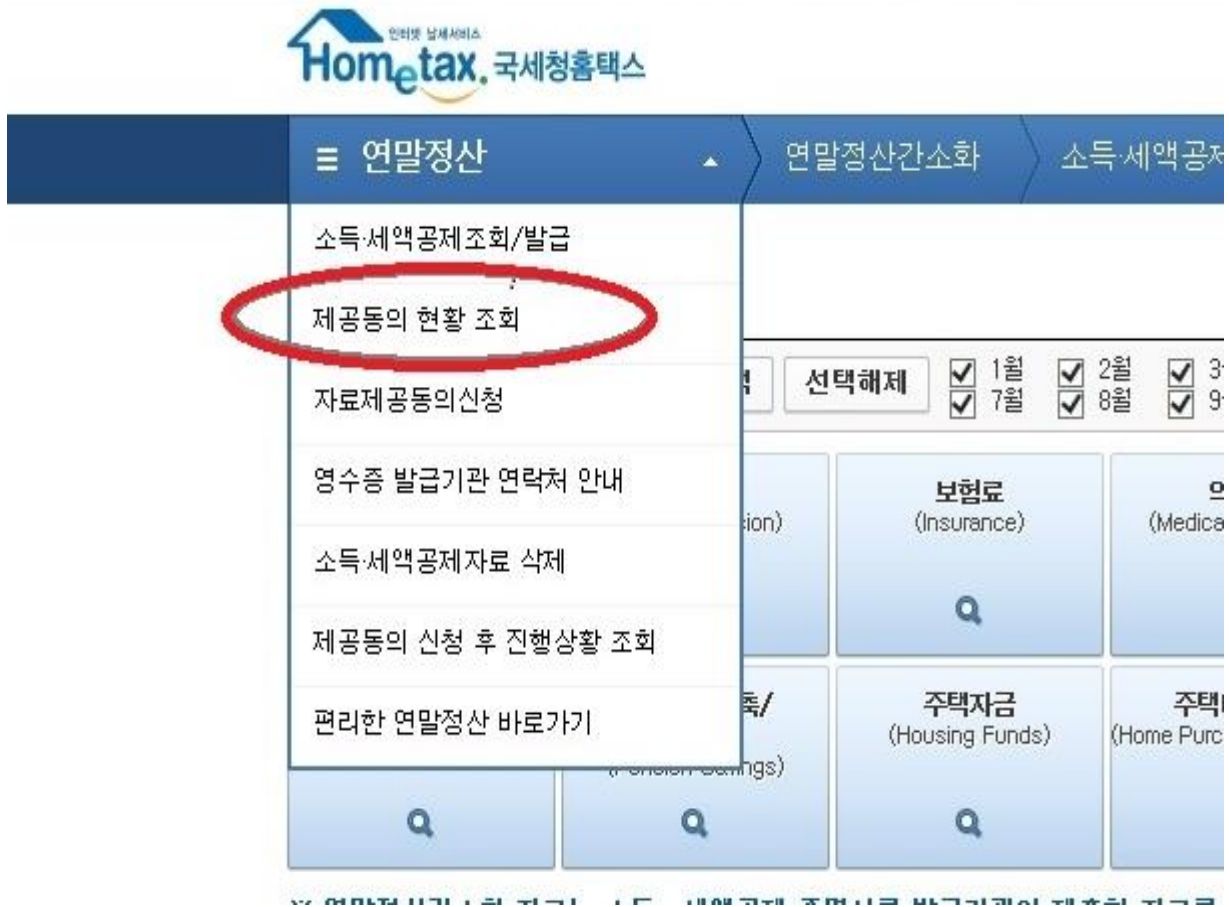 인터넷 납세서비스
Hometax. 국세청홈택스
연말정산
연말정산간소화
소득·세액공제
소득·세액공제조회/발급
제공동의 현황 조회
자료제공동의신청
영수증 발급기관 연락처 안내
소득·세액공제자료 삭제
제공동의 신청 후 진행상황 조회
편리한 연말정산 바로가기
선택해제
1월
2월
7월
8월
보험료
(Insurance)
주택자금
(Housing Funds)
주택
(Home Purc